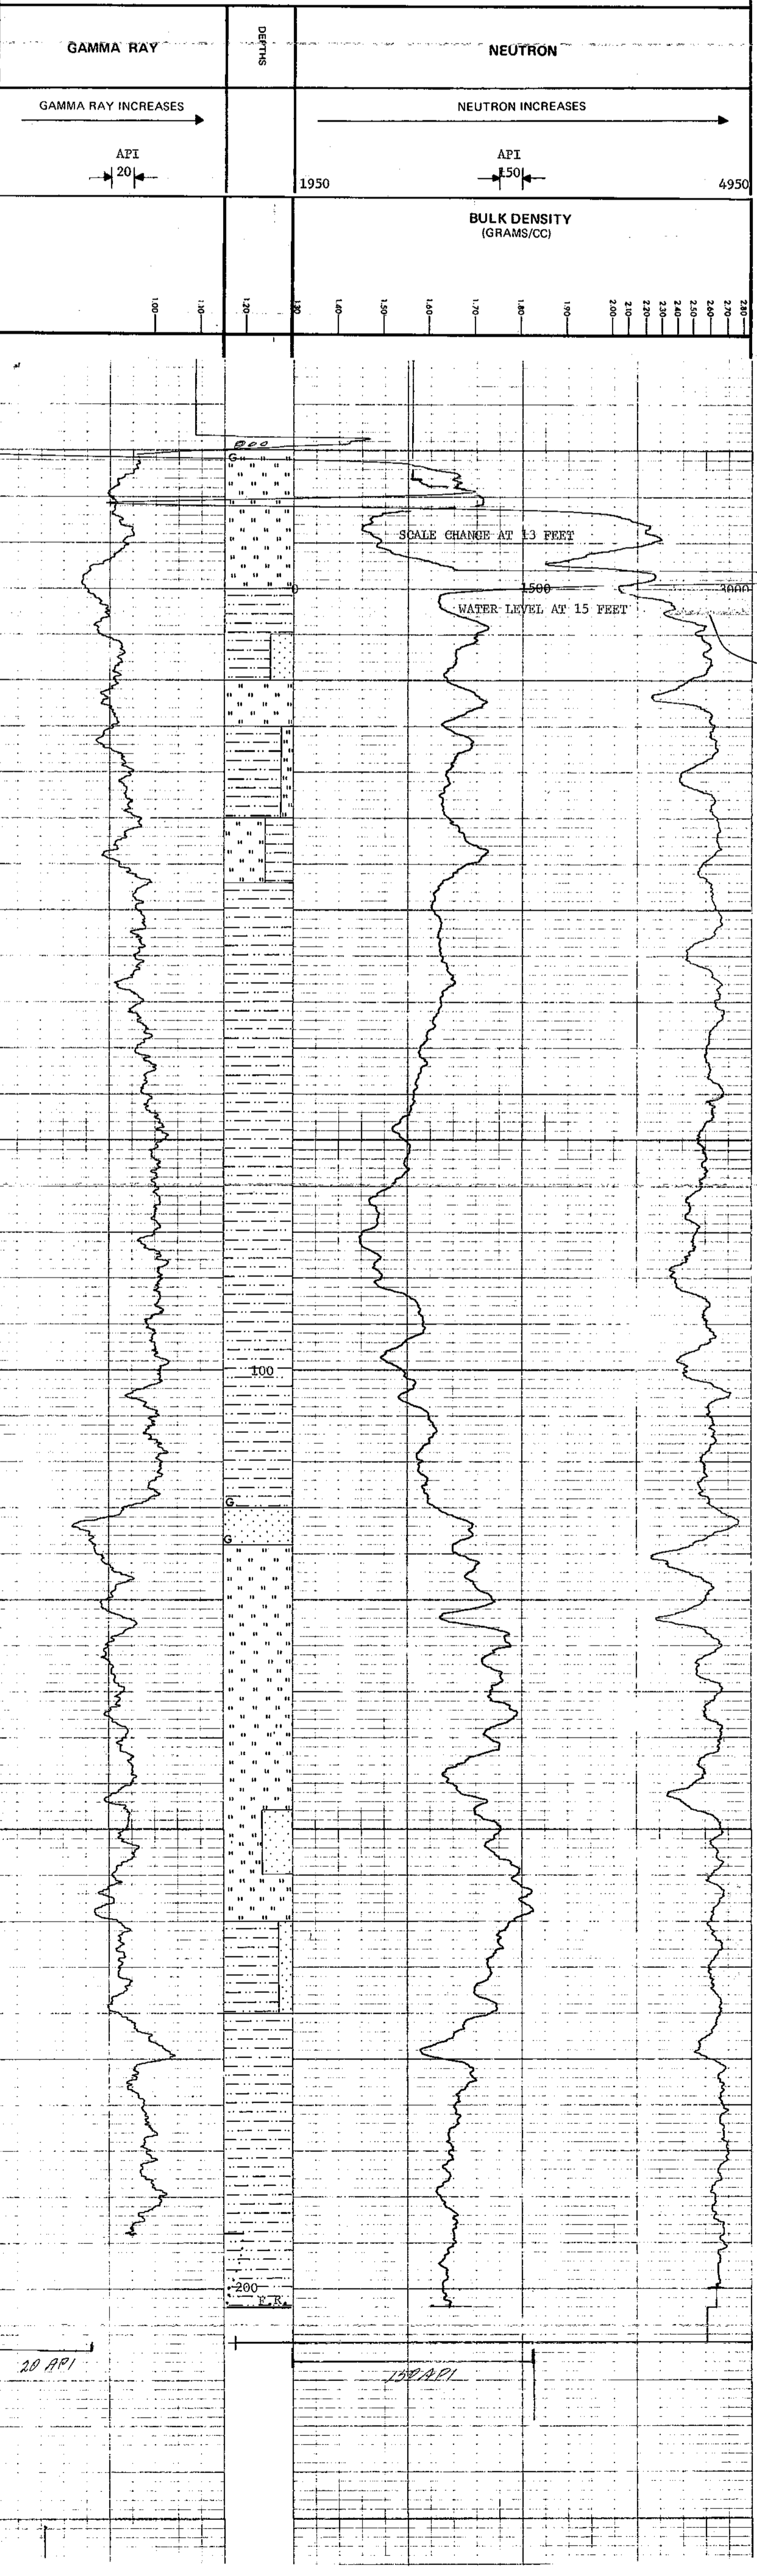 GAMMA RAY
DEPTHS
NEUTRON
GAMMA RAY INCREASES
NEUTRON INCREASES
API
20
API
150
1950
4950
BULK DENSITY
(GRAMS/CC)
1.00
1.10
1.20
1.30
1.40
1.50
1.60
1.70
1.80
1.90
2.00
2.10
2.20
2.30
2.40
2.50
2.60
2.70
2.80
G
SCALE CHANGE AT 13 FEET
0
1500
3000
WATER LEVEL AT 15 FEET
100
G
G
200
F.R.
20 API
150 API